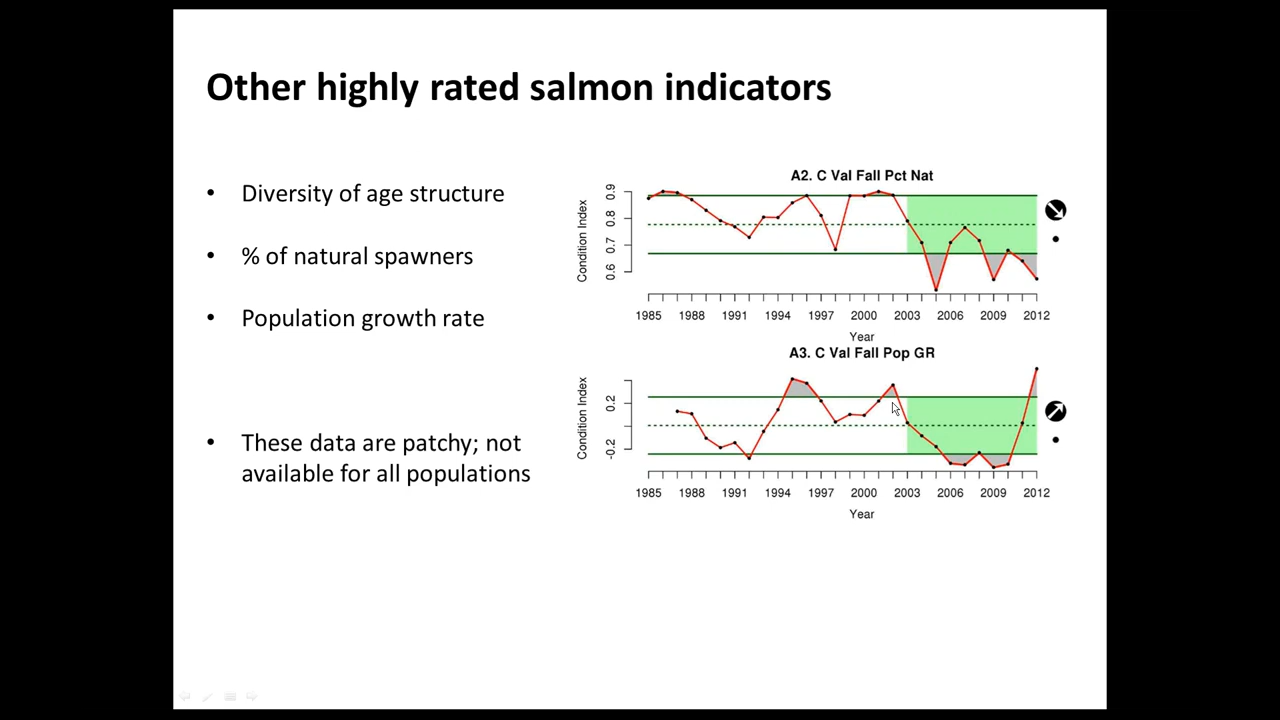 Other highly rated salmon indicators
• Diversity of age structure
• % of natural spawners
• Population growth rate
• These data are patchy; not
available for all populations
A2. C Val Fall Pct Nat
Condition Index
0.9
0.8
0.7
0.6
1985 1988 1991 1994 1997 2000 2003 2006 2009 2012
Year
A3. C Val Fall Pop GR
Condition Index
0.2
-0.2
1985 1988 1991 1994 1997 2000 2003 2006 2009 2012
Year